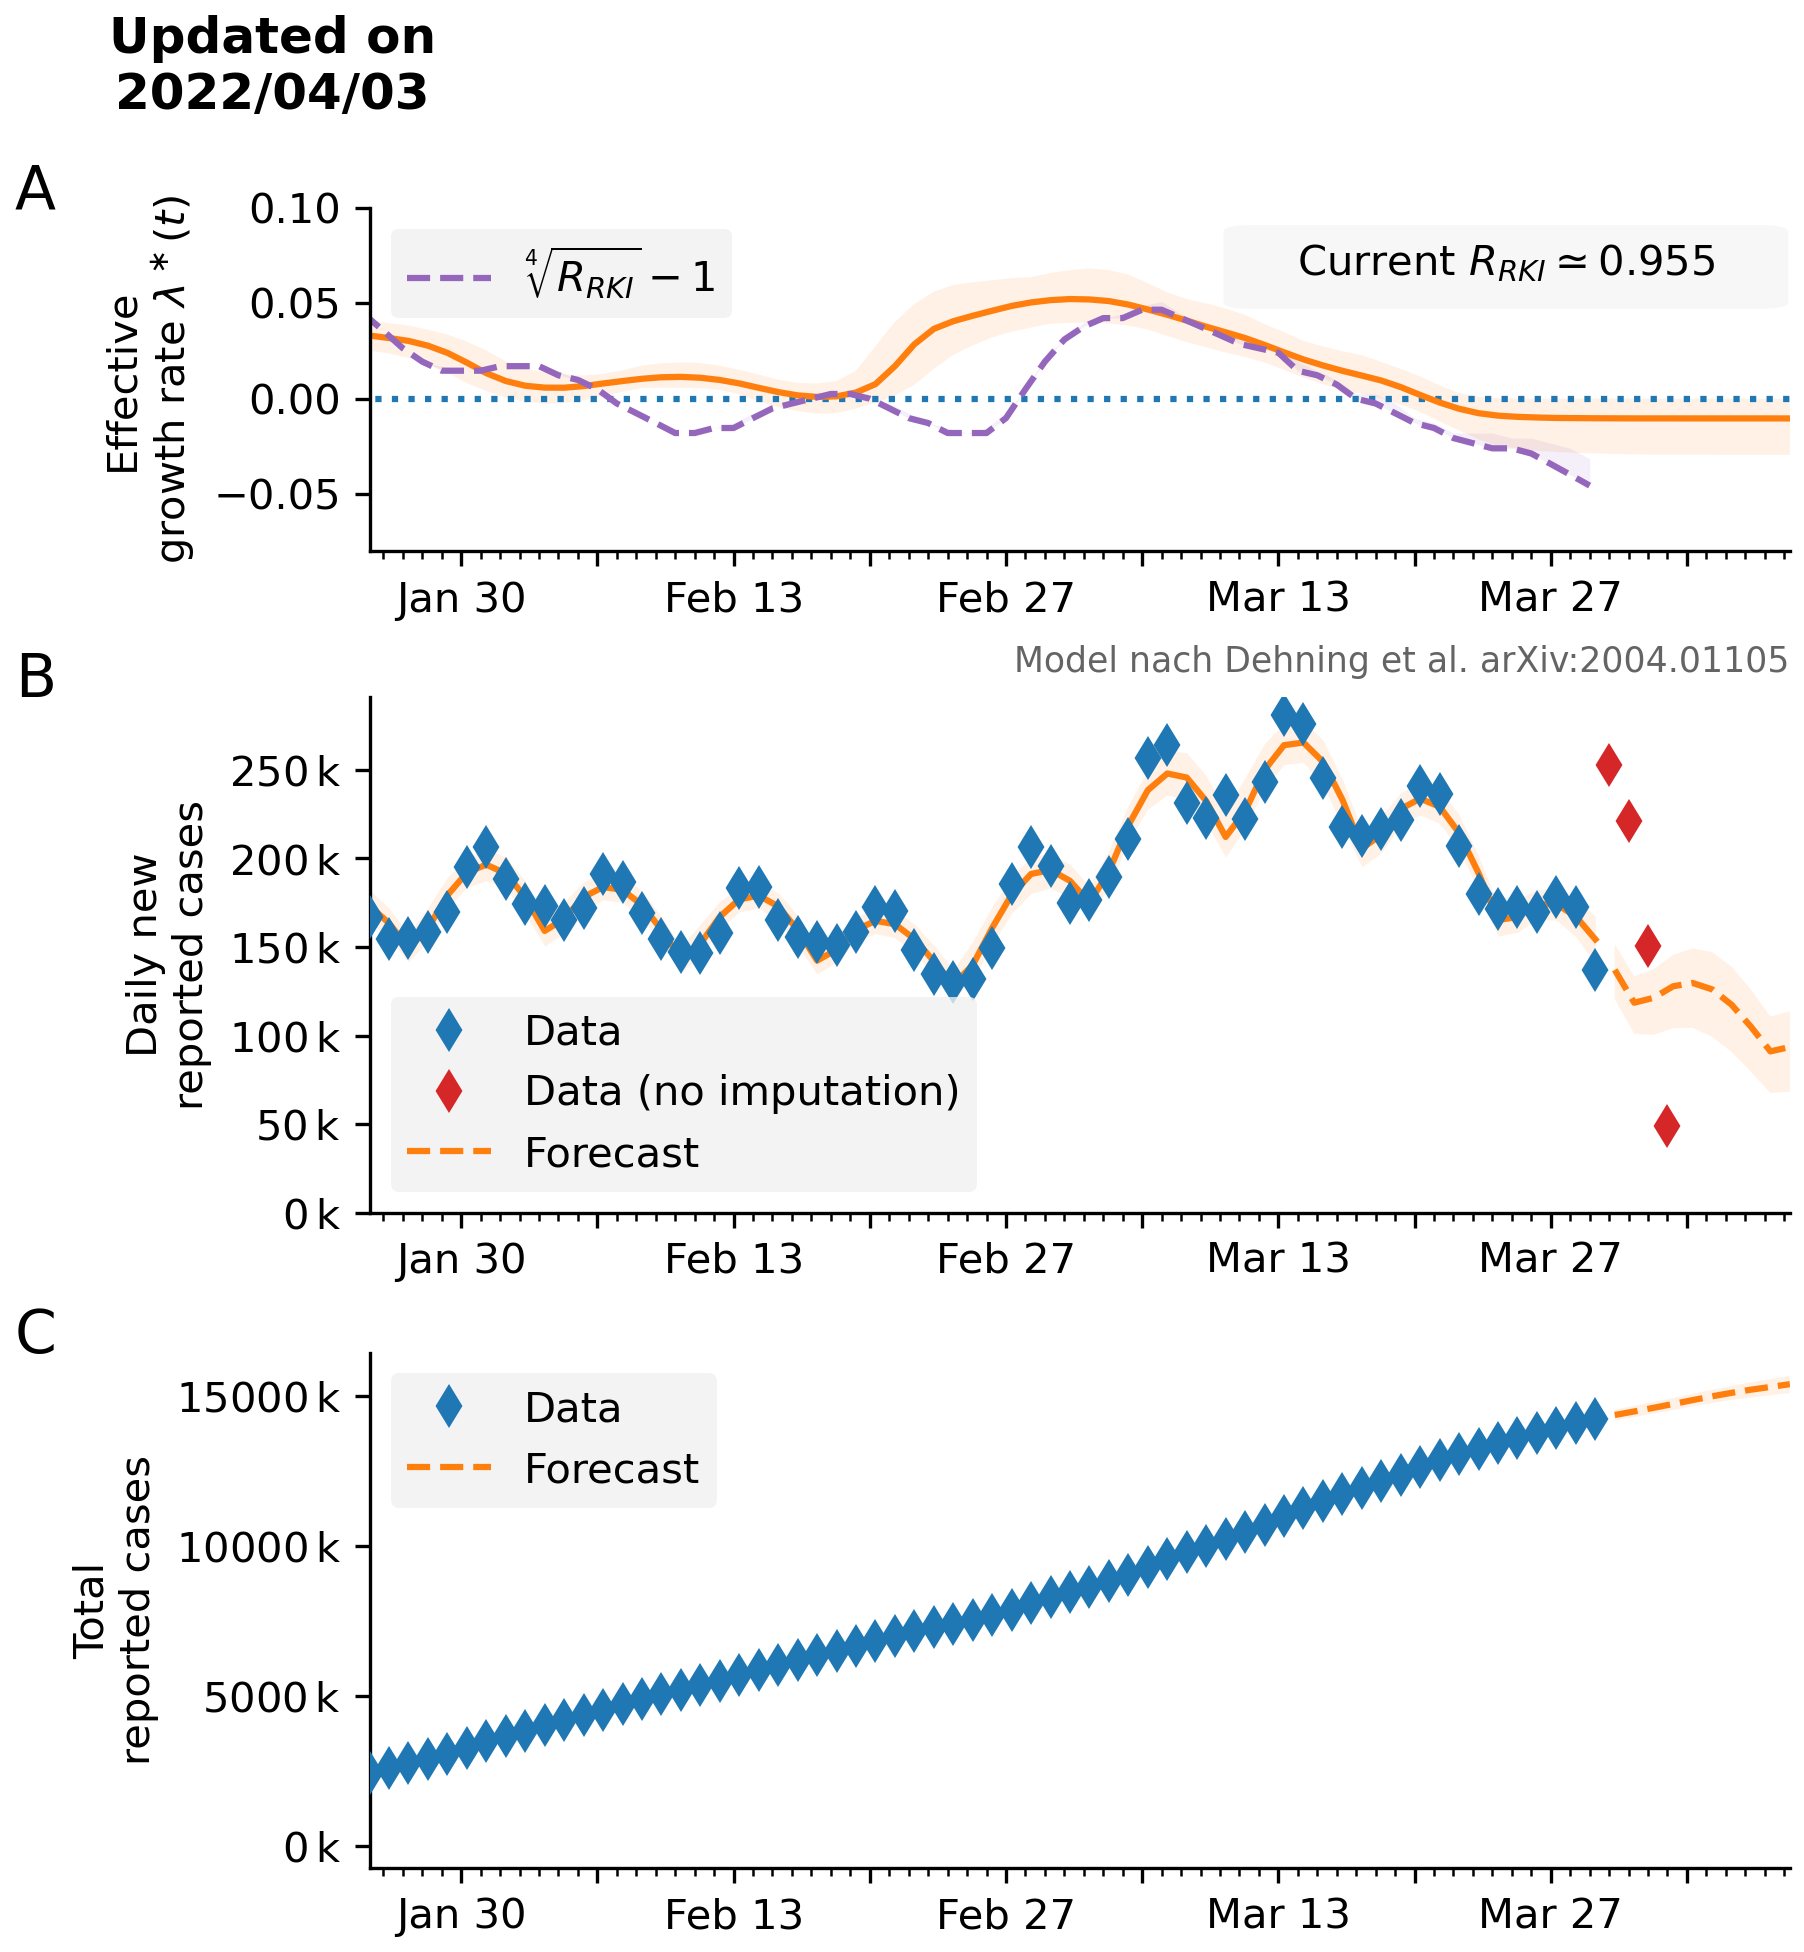 Updated on
2022/04/03
A
Effective
growth rate λ * (t)
0.10
0.05
0.00
−0.05
∜R_RKI − 1
Current R_RKI ≃ 0.955
Jan 30 Feb 13 Feb 27 Mar 13 Mar 27
Model nach Dehning et al. arXiv:2004.01105
B
Daily new
reported cases
250 k
200 k
150 k
100 k
50 k
0 k
Data
Data (no imputation)
Forecast
Jan 30 Feb 13 Feb 27 Mar 13 Mar 27
C
Total
reported cases
15000 k
10000 k
5000 k
0 k
Data
Forecast
Jan 30 Feb 13 Feb 27 Mar 13 Mar 27